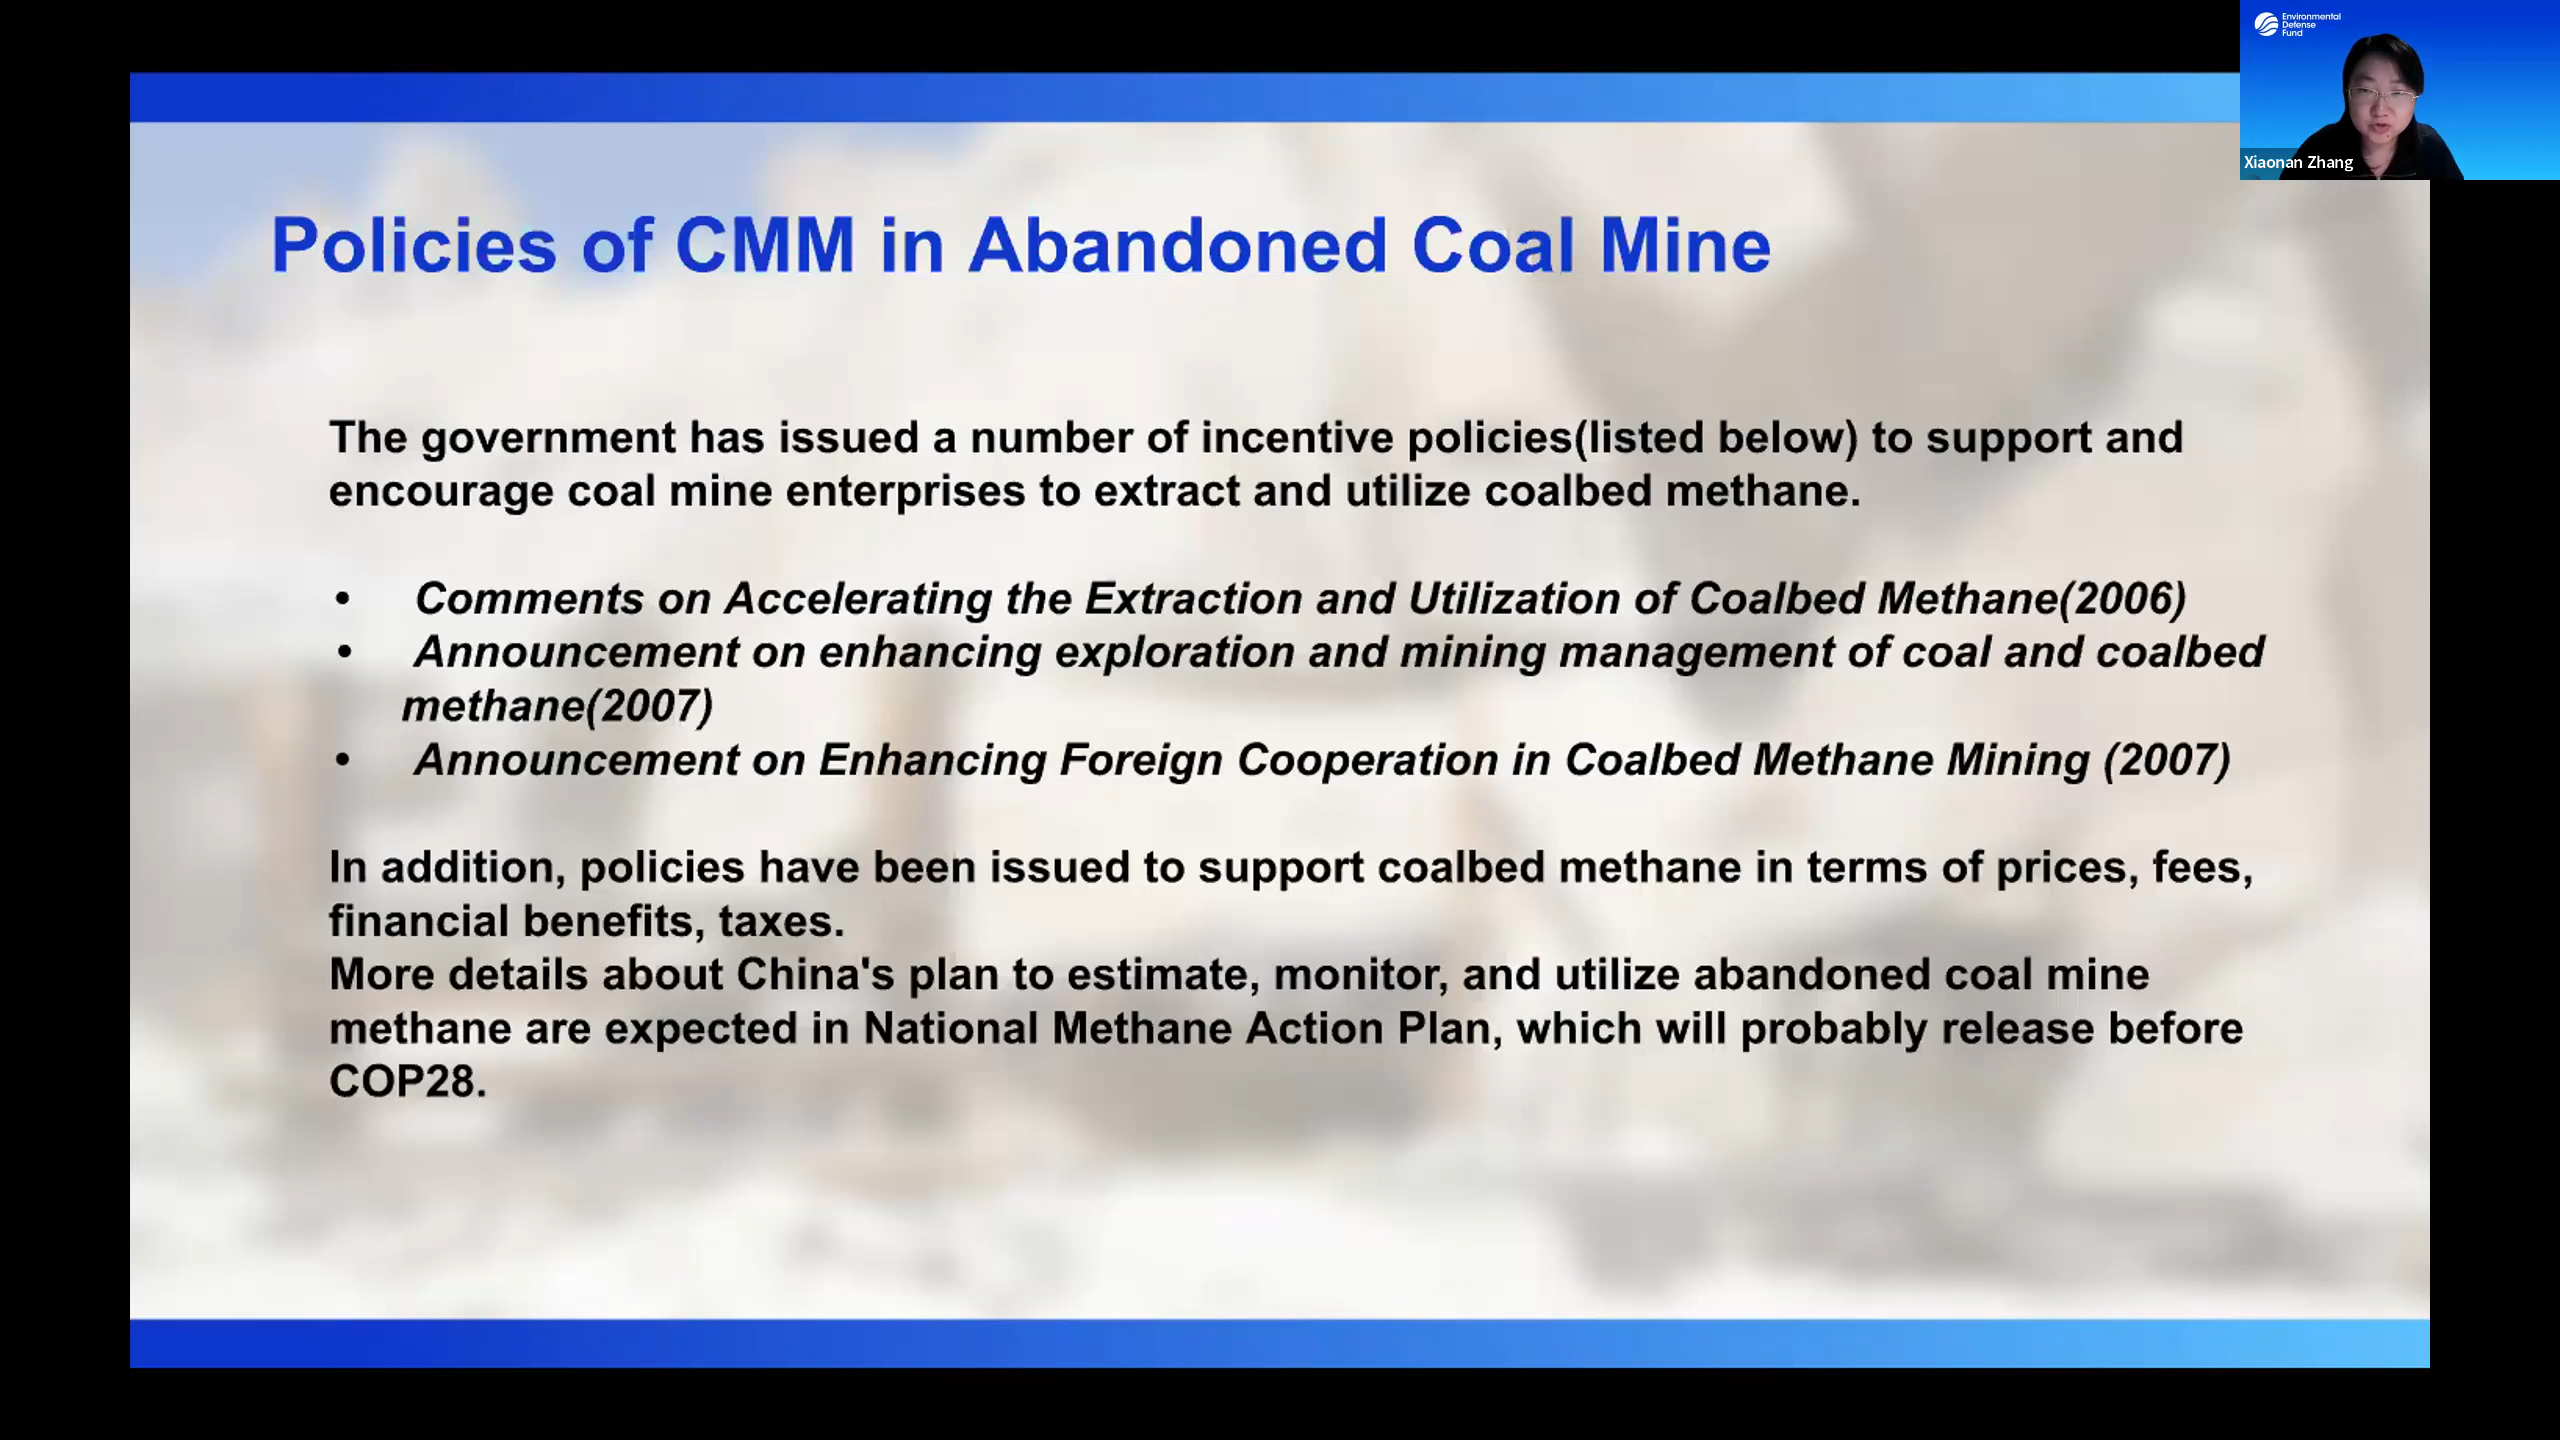 Environmental
Defense
Fund
Xiaonan Zhang
Policies of CMM in Abandoned Coal Mine
The government has issued a number of incentive policies(listed below) to support and
encourage coal mine enterprises to extract and utilize coalbed methane.
• Comments on Accelerating the Extraction and Utilization of Coalbed Methane(2006)
• Announcement on enhancing exploration and mining management of coal and coalbed
methane(2007)
• Announcement on Enhancing Foreign Cooperation in Coalbed Methane Mining (2007)
In addition, policies have been issued to support coalbed methane in terms of prices, fees,
financial benefits, taxes.
More details about China's plan to estimate, monitor, and utilize abandoned coal mine
methane are expected in National Methane Action Plan, which will probably release before
COP28.